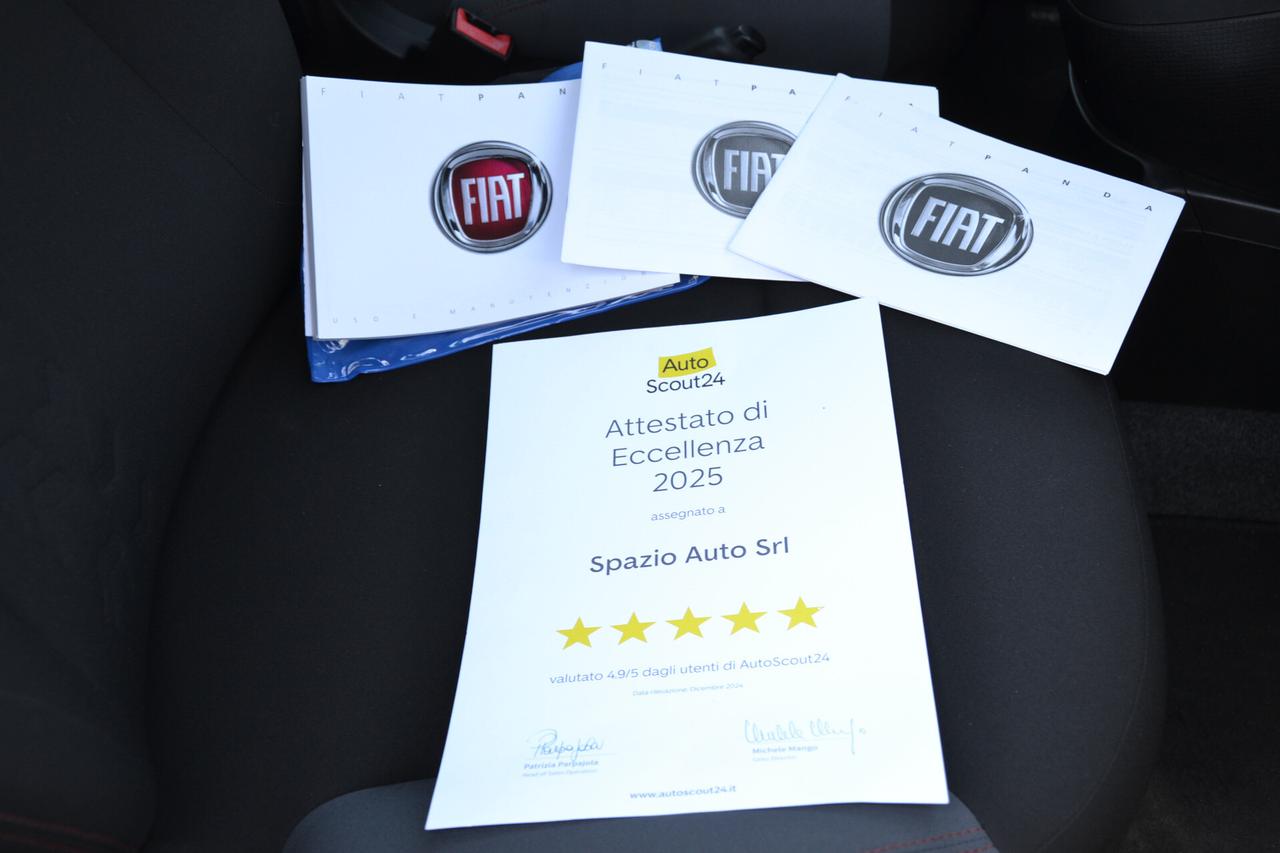 FIAT PAN
FIAT
USO E MANUTENZIO
FIAT PA
FIAT
FIAT PANDA
FIAT
Auto
Scout24
Attestato di
Eccellenza
2025
assegnato a
Spazio Auto Srl
valutato 4.9/5 dagli utenti di AutoScout24
Data rilevazione: Dicembre 2024
Patrizia Parpajola
Head of Sales Operation
Michele Mango
www.autoscout24.it